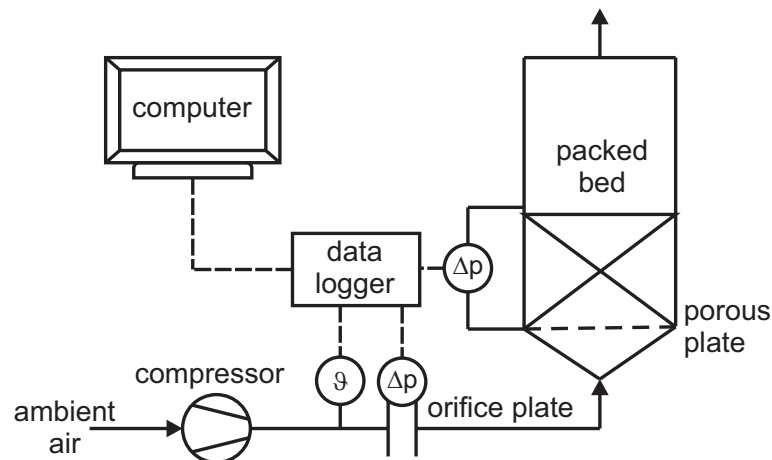 computer
packed
bed
data
logger
Δp
porous
plate
compressor
ϑ
Δp
orifice plate
ambient
air